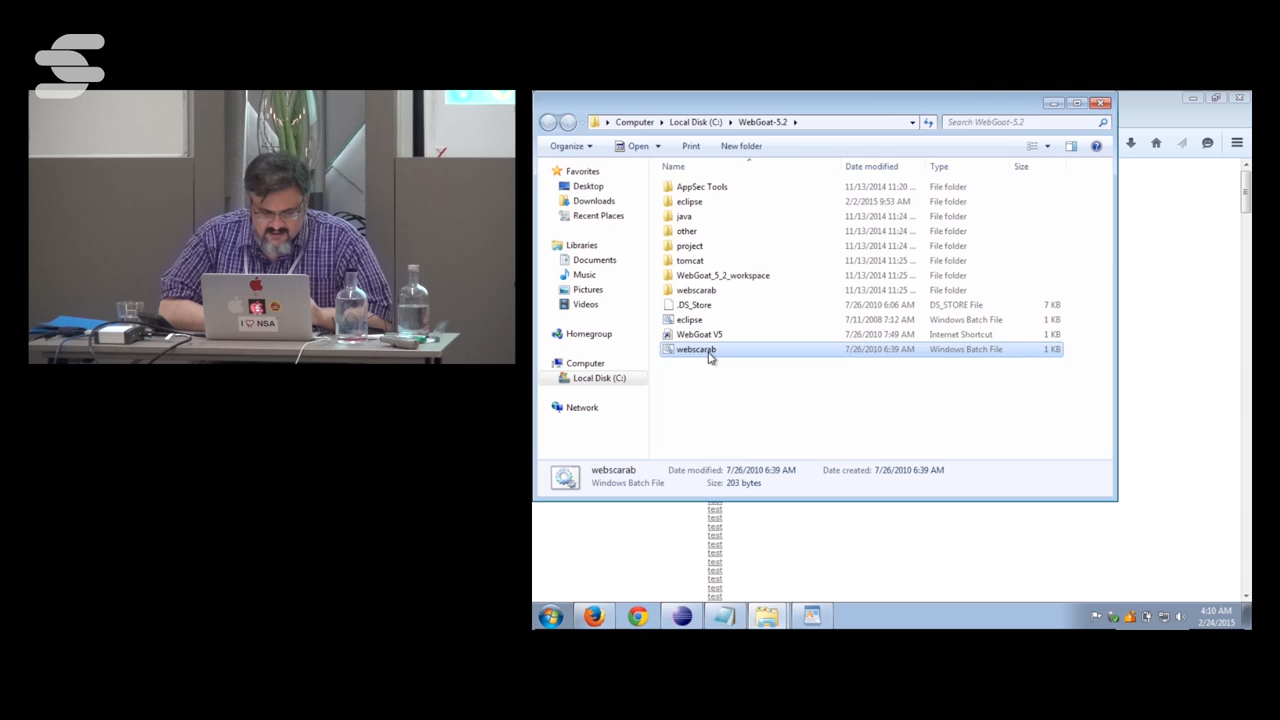 I NSA
Computer Local Disk (C:) WebGoat-5.2 Search WebGoat-5.2
Organize Open Print New folder
Name Date modified Type Size
Favorites
Desktop
Downloads
Recent Places
Libraries
Documents
Music
Pictures
Videos
Homegroup
Computer
Local Disk (C:)
Network
AppSec Tools 11/13/2014 11:20 ... File folder
eclipse 2/2/2015 9:53 AM File folder
java 11/13/2014 11:24 ... File folder
other 11/13/2014 11:24 ... File folder
project 11/13/2014 11:24 ... File folder
tomcat 11/13/2014 11:25 ... File folder
WebGoat_5_2_workspace 11/13/2014 11:25 ... File folder
webscarab 11/13/2014 11:25 ... File folder
.DS_Store 7/26/2010 6:06 AM DS_STORE File 7 KB
eclipse 7/11/2008 7:12 AM Windows Batch File 1 KB
WebGoat V5 7/26/2010 7:49 AM Internet Shortcut 1 KB
webscarab 7/26/2010 6:39 AM Windows Batch File 1 KB
webscarab Date modified: 7/26/2010 6:39 AM Date created: 7/26/2010 6:39 AM
Windows Batch File Size: 203 bytes
test
test
test
test
test
test
test
test
test
test
test
4:10 AM
2/24/2015